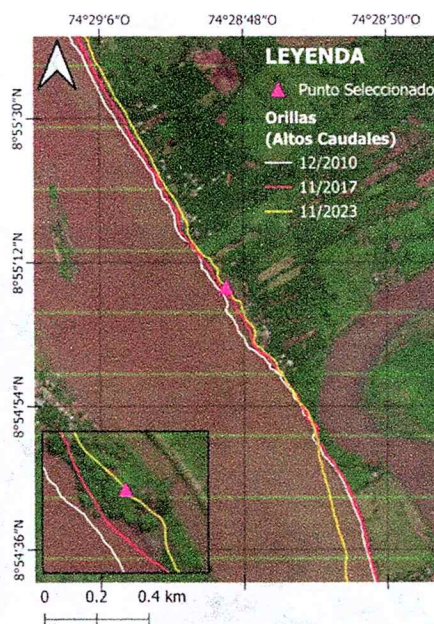 74°29'6"O 74°28'48"O 74°28'30"O
LEYENDA
Punto Seleccionado
Orillas
(Altos Caudales)
12/2010
11/2017
11/2023
8°55'30"N
8°55'12"N
8°54'54"N
8°54'36"N
0 0.2 0.4 km